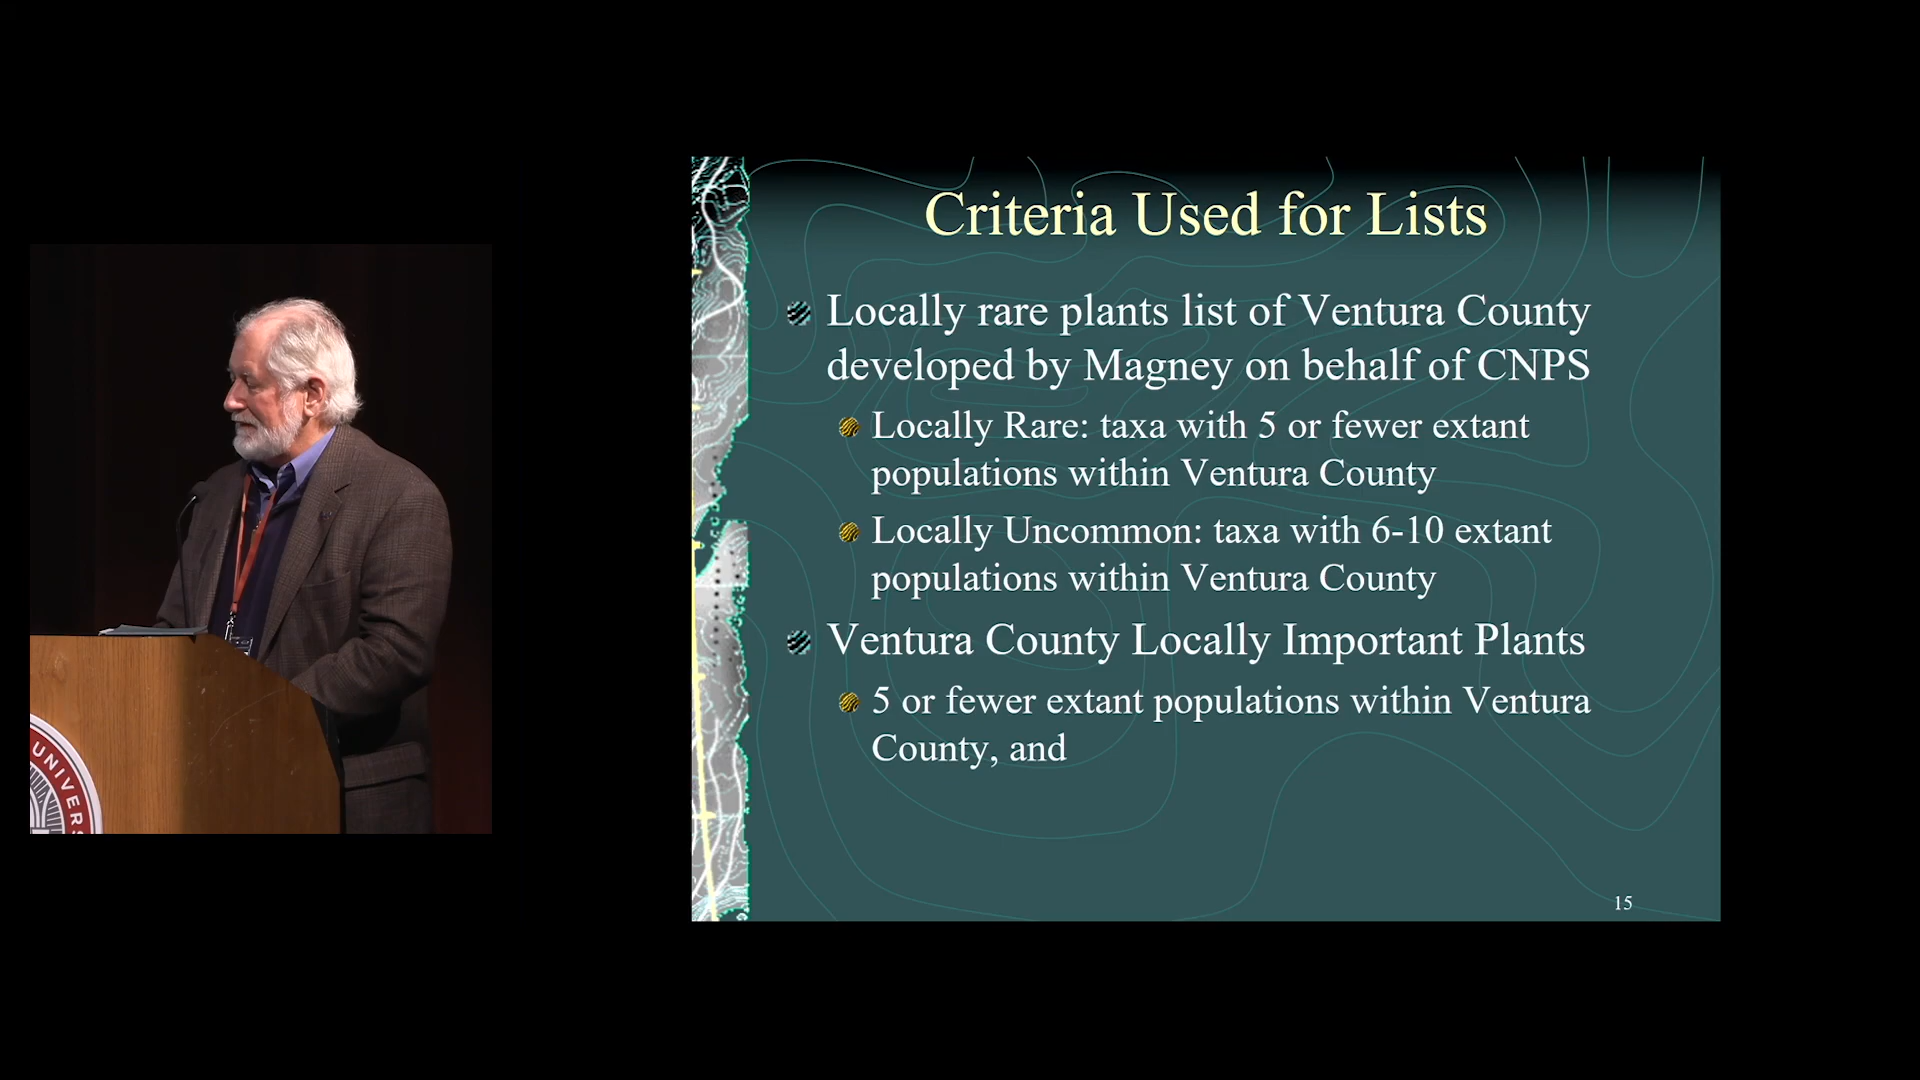 Criteria Used for Lists
Locally rare plants list of Ventura County
developed by Magney on behalf of CNPS
Locally Rare: taxa with 5 or fewer extant
populations within Ventura County
Locally Uncommon: taxa with 6-10 extant
populations within Ventura County
Ventura County Locally Important Plants
5 or fewer extant populations within Ventura
County, and
15
UNIVERS